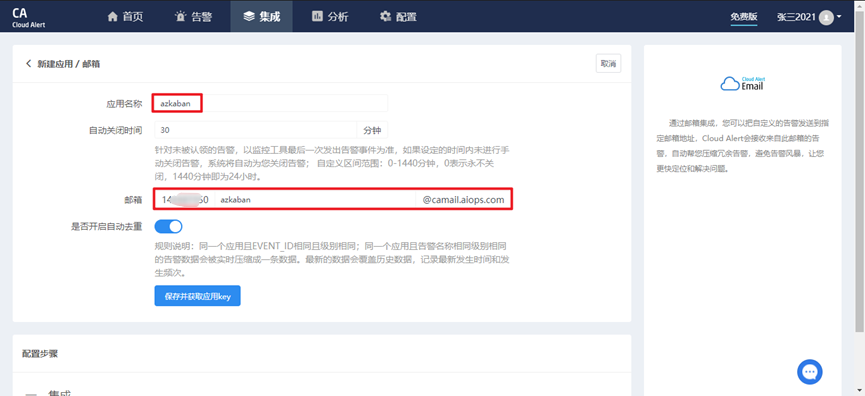 CA
Cloud Alert
首页
告警
集成
分析
配置
免费版
张三2021
新建应用 / 邮箱
取消
应用名称
azkaban
自动关闭时间
30
分钟
针对未被认领的告警，以监控工具最后一次发出告警事件为准，如果设定的时间内未进行手
动关闭告警，系统将自动为您关闭告警； 自定义区间范围：0-1440分钟，0表示永不关
闭，1440分钟即为24小时。
邮箱
azkaban
@camail.aiops.com
是否开启自动去重
规则说明：同一个应用且EVENT_ID相同且级别相同；同一个应用且告警名称相同级别相同
的告警数据会被实时压缩成一条数据。最新的数据会覆盖历史数据，记录最新发生时间和发
生频次。
保存并获取应用key
配置步骤
集成
Cloud Alert
Email
通过邮箱集成，您可以把自定义的告警发送到指
定邮箱地址，Cloud Alert会接收来自此邮箱的告
警，自动帮您压缩冗余告警，避免告警风暴，让您
更快定位和解决问题。